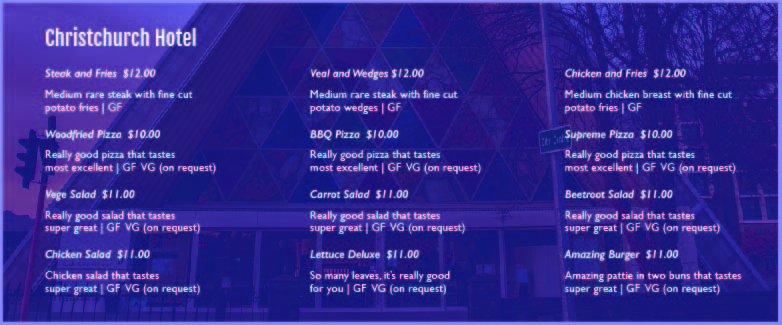 Christchurch Hotel
Steak and Fries $12.00
Medium rare steak with fine cut
potato fries | GF
Woodfried Pizza $10.00
Really good pizza that tastes
most excellent | GF VG (on request)
Vege Salad $11.00
Really good salad that tastes
super great | GF VG (on request)
Chicken Salad $11.00
Chicken salad that tastes
super great | GF VG (on request)
Veal and Wedges $12.00
Medium rare steak with fine cut
potato wedges | GF
BBQ Pizza $10.00
Really good pizza that tastes
most excellent | GF VG (on request)
Carrot Salad $11.00
Really good salad that tastes
super great | GF VG (on request)
Lettuce Deluxe $11.00
So many leaves, it's really good
for you | GF VG (on request)
Chicken and Fries $12.00
Medium chicken breast with fine cut
potato fries | GF
Supreme Pizza $10.00
Really good pizza that tastes
most excellent | GF VG (on request)
Beetroot Salad $11.00
Really good salad that tastes
super great | GF VG (on request)
Amazing Burger $11.00
Amazing pattie in two buns that tastes
super great | GF VG (on request)